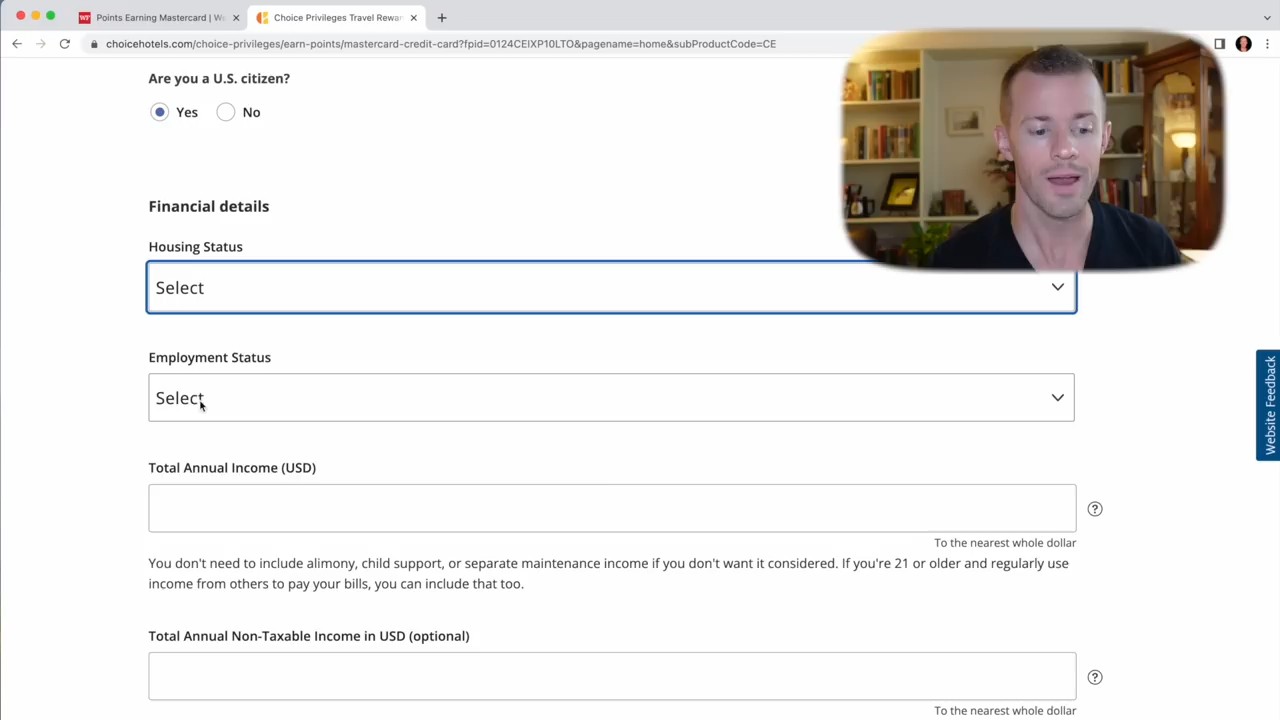 Points Earning Mastercard | We
Choice Privileges Travel Rewar
choicehotels.com/choice-privileges/earn-points/mastercard-credit-card?fpid=0124CEIXP10LTO&pagename=home&subProductCode=CE
Are you a U.S. citizen?
Yes
No
Financial details
Housing Status
Select
Employment Status
Select
Website Feedback
Total Annual Income (USD)
To the nearest whole dollar
You don't need to include alimony, child support, or separate maintenance income if you don't want it considered. If you're 21 or older and regularly use
income from others to pay your bills, you can include that too.
Total Annual Non-Taxable Income in USD (optional)
To the nearest whole dollar